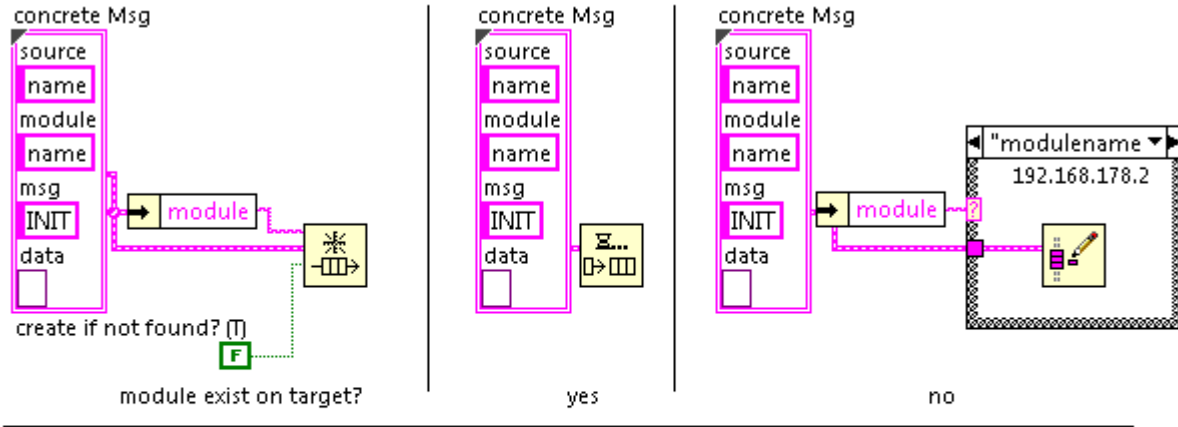 concrete Msg
source
name
module
name
msg
INIT
data
module
create if not found? (T)
F
module exist on target?
concrete Msg
source
name
module
name
msg
INIT
data
yes
concrete Msg
source
name
module
name
msg
INIT
data
module
"modulename
192.168.178.2
?
no